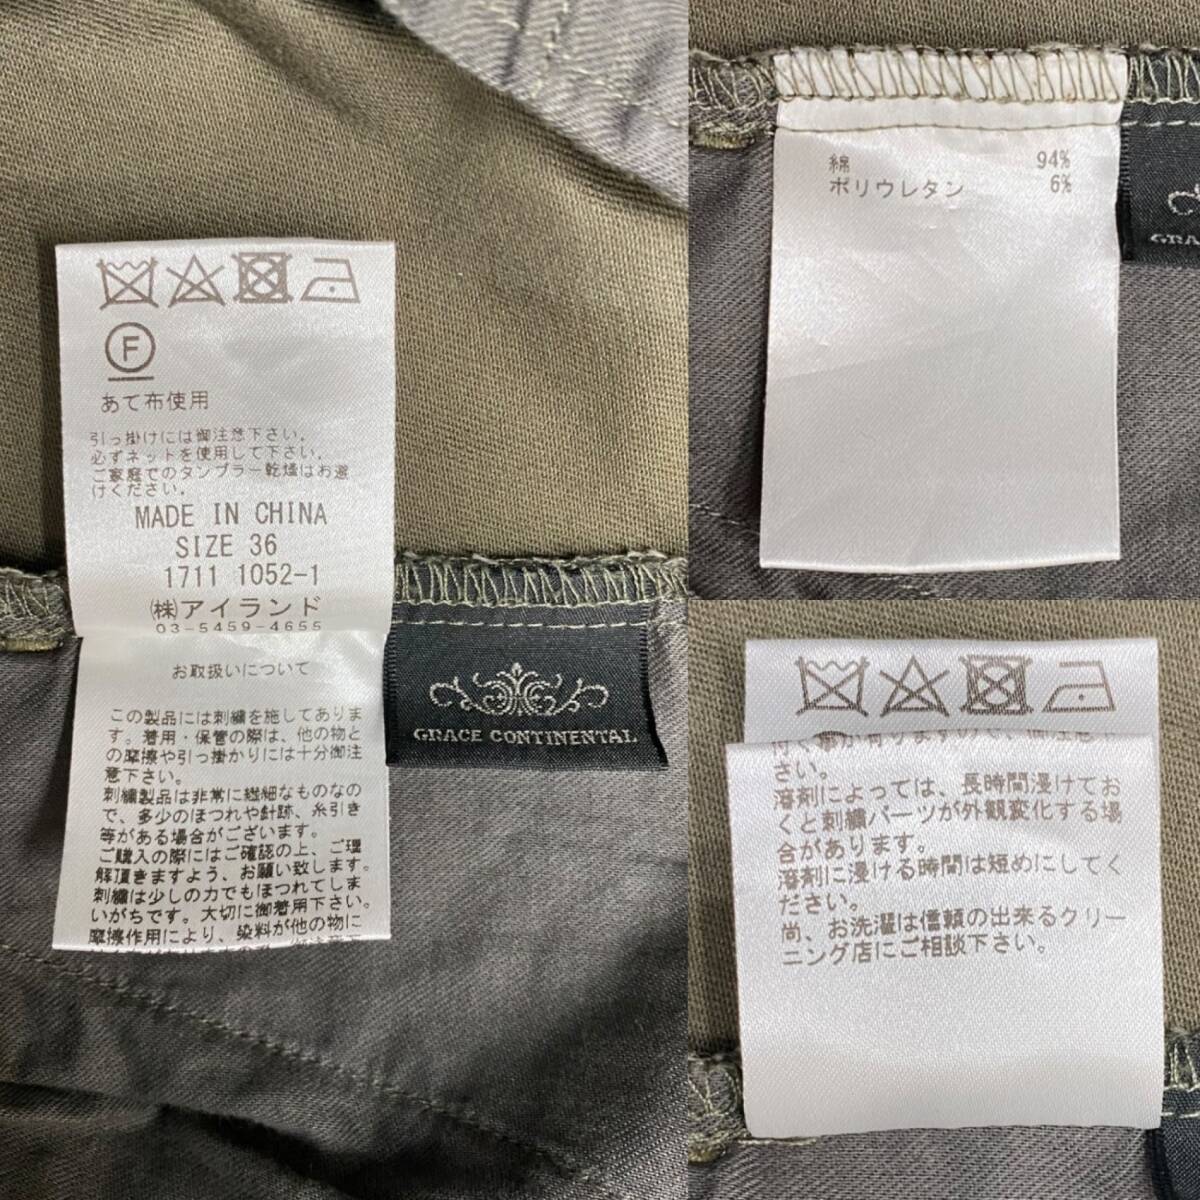 F
あて布使用
引っ掛けには御注意下さい。
必ずネットを使用して下さい。
ご家庭でのタンブラー乾燥はお避
けください。
MADE IN CHINA
SIZE 36
1711 1052-1
㈱アイランド
03-5459-4655
お取扱いについて
この製品には刺繍を施してありま
す。着用・保管の際は、他の物と
の摩擦や引っ掛かりには十分御注
意下さい。
刺繍製品は非常に繊細なものなの
で、多少のほつれや針跡、糸引き
等がある場合がございます。
ご購入の際にはご確認の上、ご理
解頂きますよう、お願い致します。
刺繍は少しの力でもほつれてしま
いがちです。大切に御着用下さい。
摩擦作用により、染料が他の物に
GRACE CONTINENTAL
綿 94%
ポリウレタン 6%
GRA
さい。
溶剤によっては、長時間浸けてお
くと刺繍パーツが外観変化する場
合があります。
溶剤に浸ける時間は短めにしてく
ださい。
尚、お洗濯は信頼の出来るクリー
ニング店にご相談下さい。